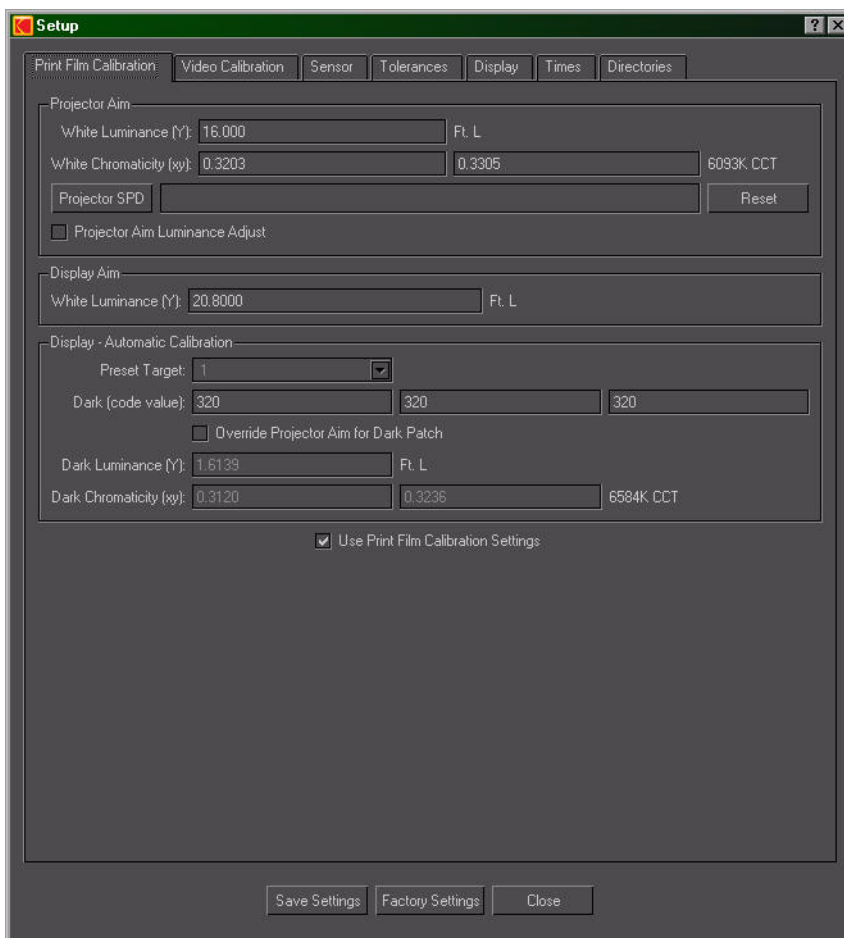 Setup
Print Film Calibration Video Calibration Sensor Tolerances Display Times Directories
Projector Aim
White Luminance (Y): 16.000 Ft. L
White Chromaticity (xy): 0.3203 0.3305 6093K CCT
Projector SPD Reset
Projector Aim Luminance Adjust
Display Aim
White Luminance (Y): 20.8000 Ft. L
Display - Automatic Calibration
Preset Target: 1
Dark (code value): 320 320 320
Override Projector Aim for Dark Patch
Dark Luminance (Y): 1.6139 Ft. L
Dark Chromaticity (xy): 0.3120 0.3236 6584K CCT
Use Print Film Calibration Settings
Save Settings Factory Settings Close